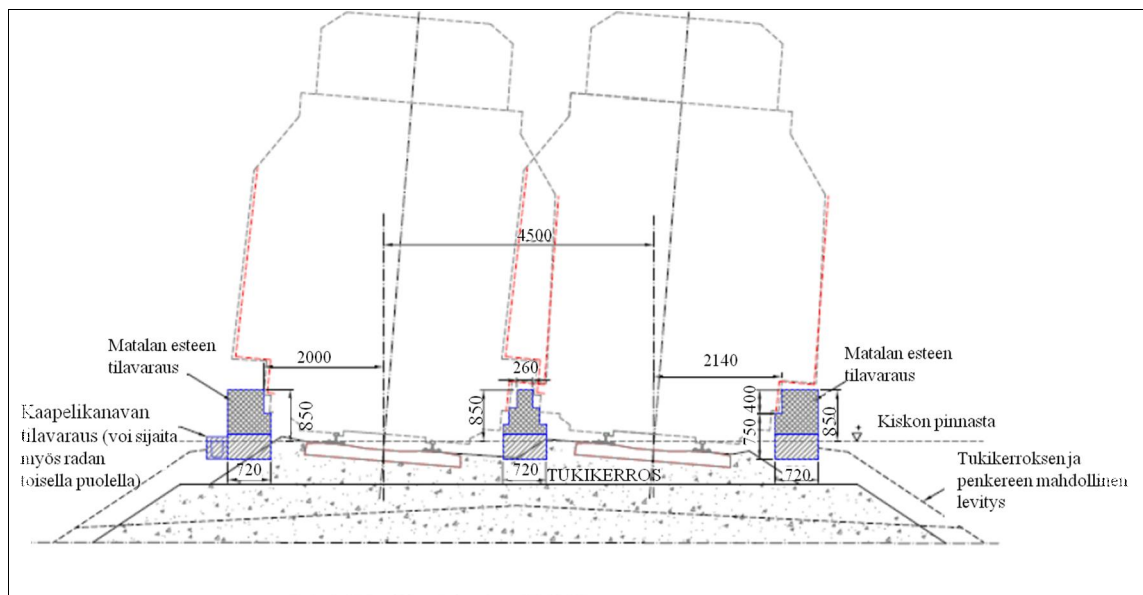 4500
Matalan esteen
tilavaraus
2000
260
2140
Matalan esteen
tilavaraus
850
850
400
750
850
Kaapelikanavan
tilavaraus (voi sijaita
myös radan
toisella puolella)
Kiskon pinnasta
720
720
TUKIKERROS
720
Tukikerroksen ja
penkereen mahdollinen
levitys